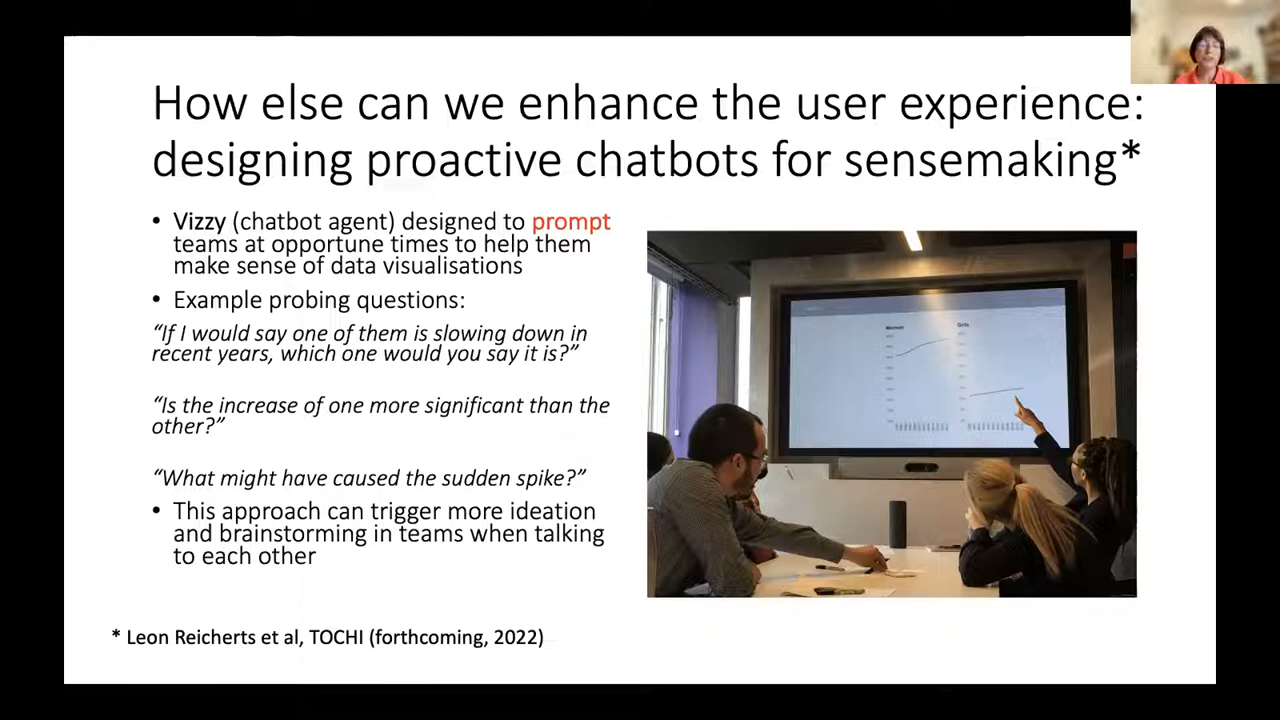 How else can we enhance the user experience:
designing proactive chatbots for sensemaking*
• Vizzy (chatbot agent) designed to prompt
teams at opportune times to help them
make sense of data visualisations
• Example probing questions:
“If I would say one of them is slowing down in
recent years, which one would you say it is?”
“Is the increase of one more significant than the
other?”
“What might have caused the sudden spike?”
• This approach can trigger more ideation
and brainstorming in teams when talking
to each other
Women
Girls
* Leon Reicherts et al, TOCHI (forthcoming, 2022)